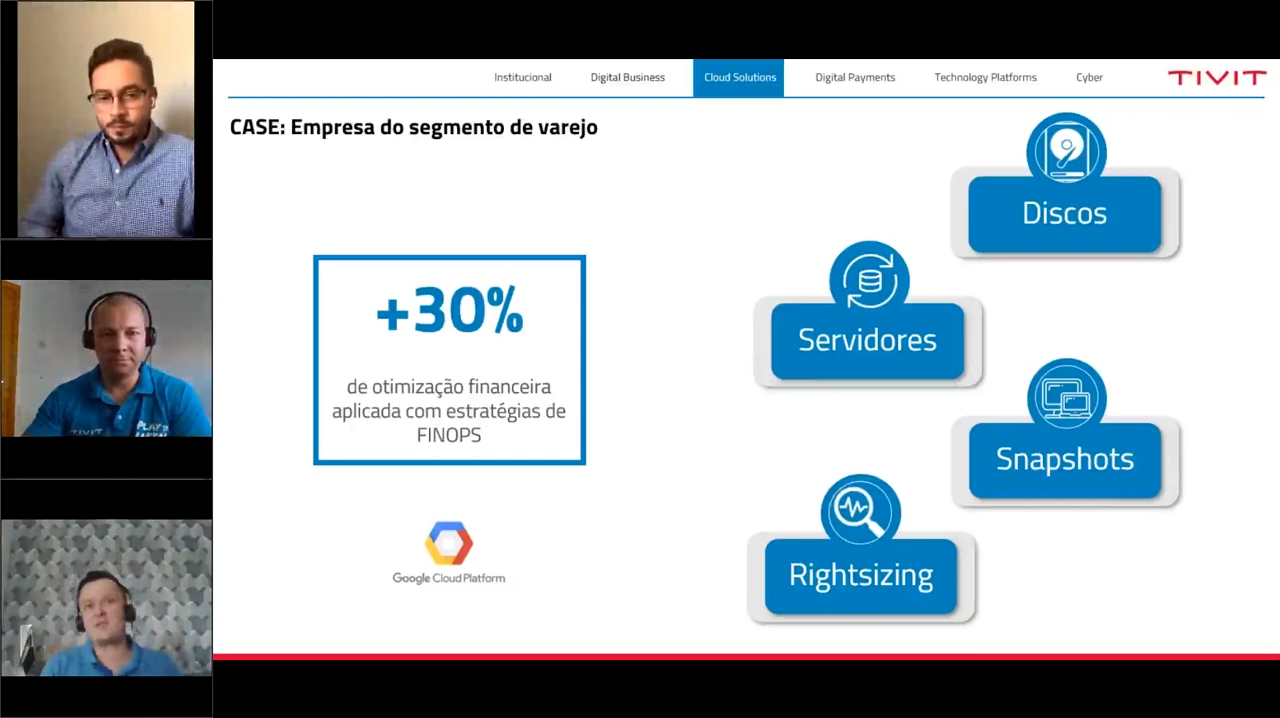 Institucional
Digital Business
Cloud Solutions
Digital Payments
Technology Platforms
Cyber
TIVIT
CASE: Empresa do segmento de varejo
+30%
de otimização financeira
aplicada com estratégias de
FINOPS
Google Cloud Platform
Discos
Servidores
Snapshots
Rightsizing
TIVIT